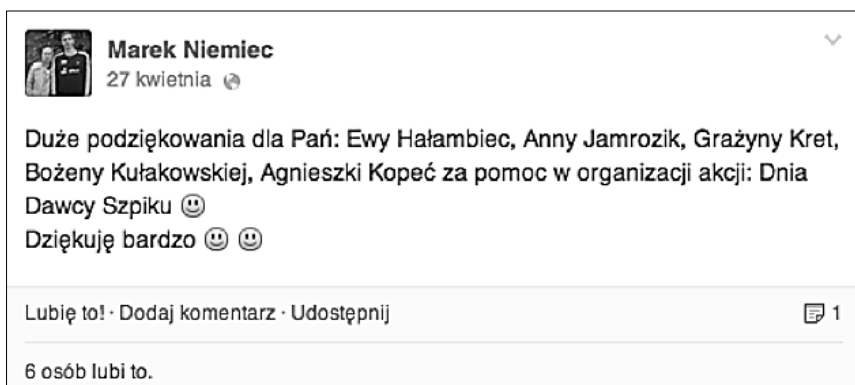 Marek Niemiec
27 kwietnia
Duże podziękowania dla Pań: Ewy Hałambiec, Anny Jamrozik, Grażyny Kret,
Bożeny Kułakowskiej, Agnieszki Kopeć za pomoc w organizacji akcji: Dnia
Dawcy Szpiku
Dziękuję bardzo
Lubię to! · Dodaj komentarz · Udostępnij 1
6 osób lubi to.